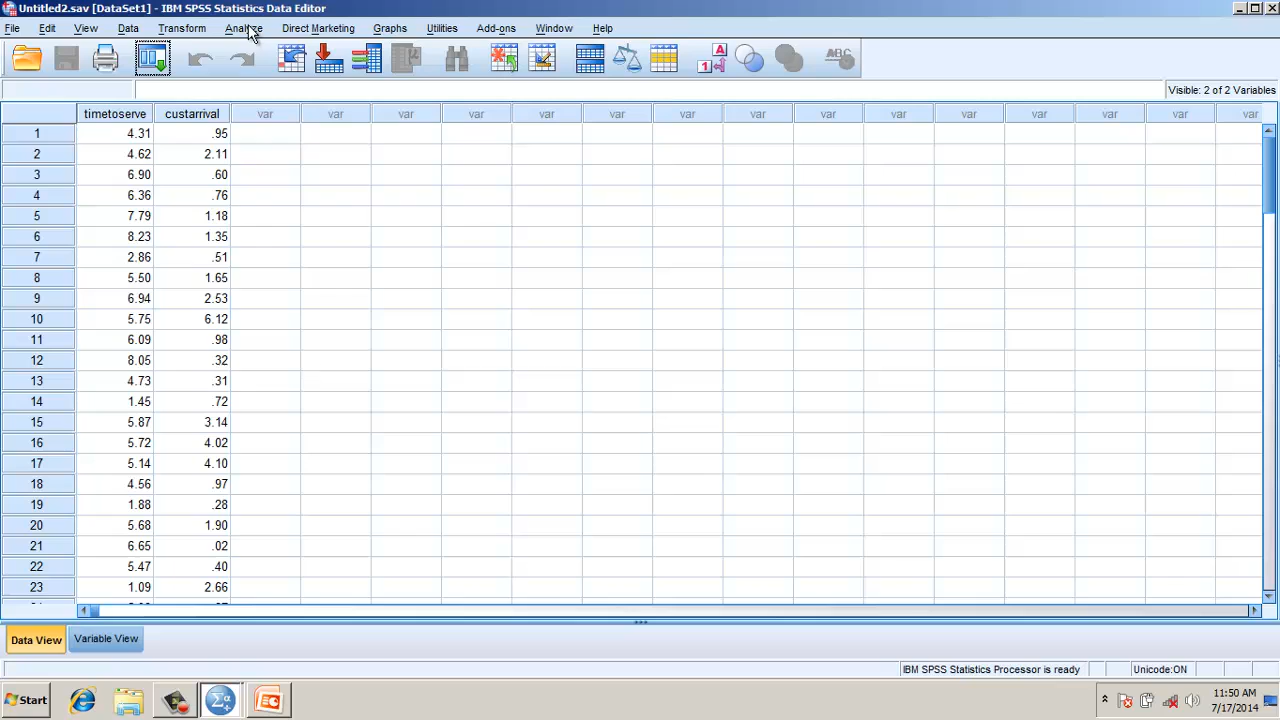 Untitled2.sav [DataSet1] - IBM SPSS Statistics Data Editor
File Edit View Data Transform Analyze Direct Marketing Graphs Utilities Add-ons Window Help
A
1
ABC
Visible: 2 of 2 Variables
timetoserve custarrival var var var var var var var var var var var var var var var
1 4.31 .95
2 4.62 2.11
3 6.90 .60
4 6.36 .76
5 7.79 1.18
6 8.23 1.35
7 2.86 .51
8 5.50 1.65
9 6.94 2.53
10 5.75 6.12
11 6.09 .98
12 8.05 .32
13 4.73 .31
14 1.45 .72
15 5.87 3.14
16 5.72 4.02
17 5.14 4.10
18 4.56 .97
19 1.88 .28
20 5.68 1.90
21 6.65 .02
22 5.47 .40
23 1.09 2.66
Data View Variable View
IBM SPSS Statistics Processor is ready Unicode:ON
Start
Σα
11:50 AM
7/17/2014